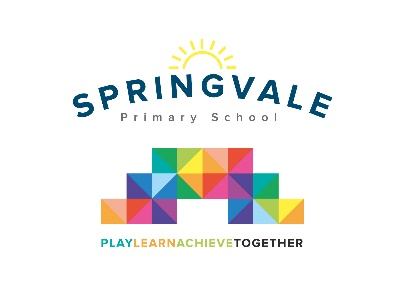 SPRINGVALE
Primary School
PLAYLEARNACHIEVETOGETHER